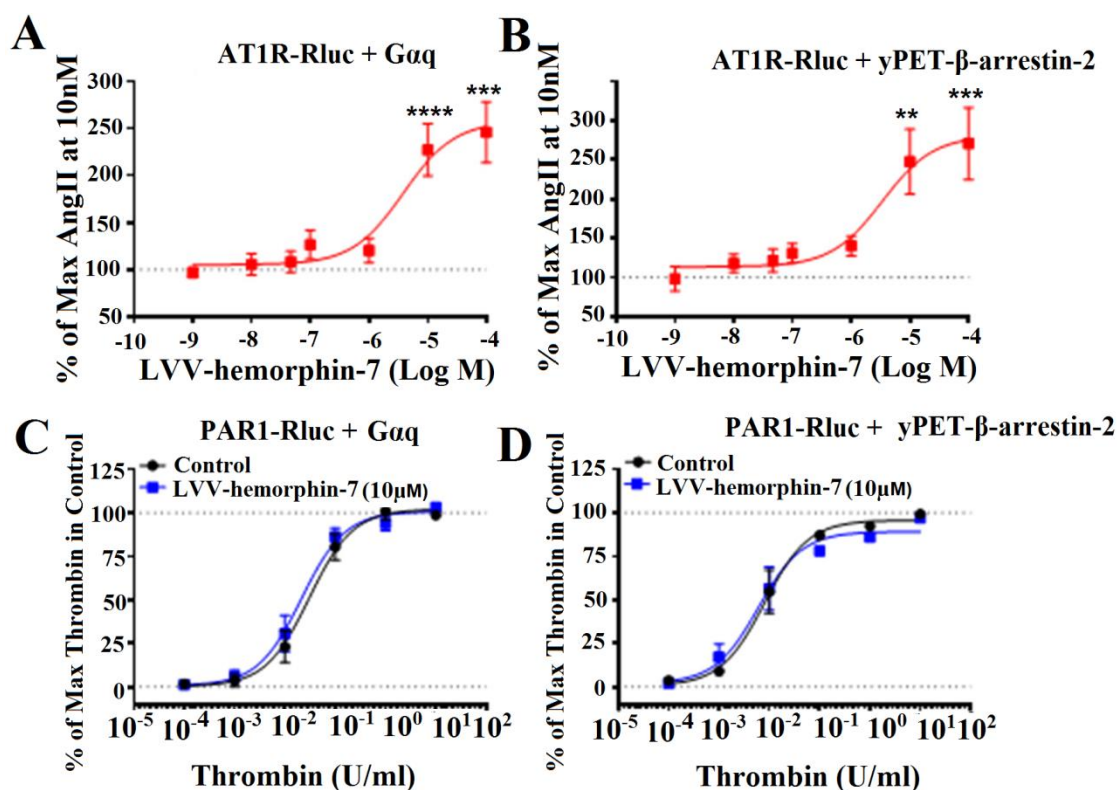 A
AT1R-Rluc + Gαq
% of Max AngII at 10nM
300
250
200
150
100
50
****
***
-10 -9 -8 -7 -6 -5 -4
LVV-hemorphin-7 (Log M)
B
AT1R-Rluc + yPET-β-arrestin-2
% of Max AngII at 10nM
350
300
250
200
150
100
50
**
***
-10 -9 -8 -7 -6 -5 -4
LVV-hemorphin-7 (Log M)
C
PAR1-Rluc + Gαq
% of Max Thrombin in Control
125
100
75
50
25
0
Control
LVV-hemorphin-7 (10μM)
10-5 10-4 10-3 10-2 10-1 100 101 102
Thrombin (U/ml)
D
PAR1-Rluc + yPET-β-arrestin-2
% of Max Thrombin in Control
125
100
75
50
25
0
Control
LVV-hemorphin-7 (10μM)
10-5 10-4 10-3 10-2 10-1 100 101 102
Thrombin (U/ml)